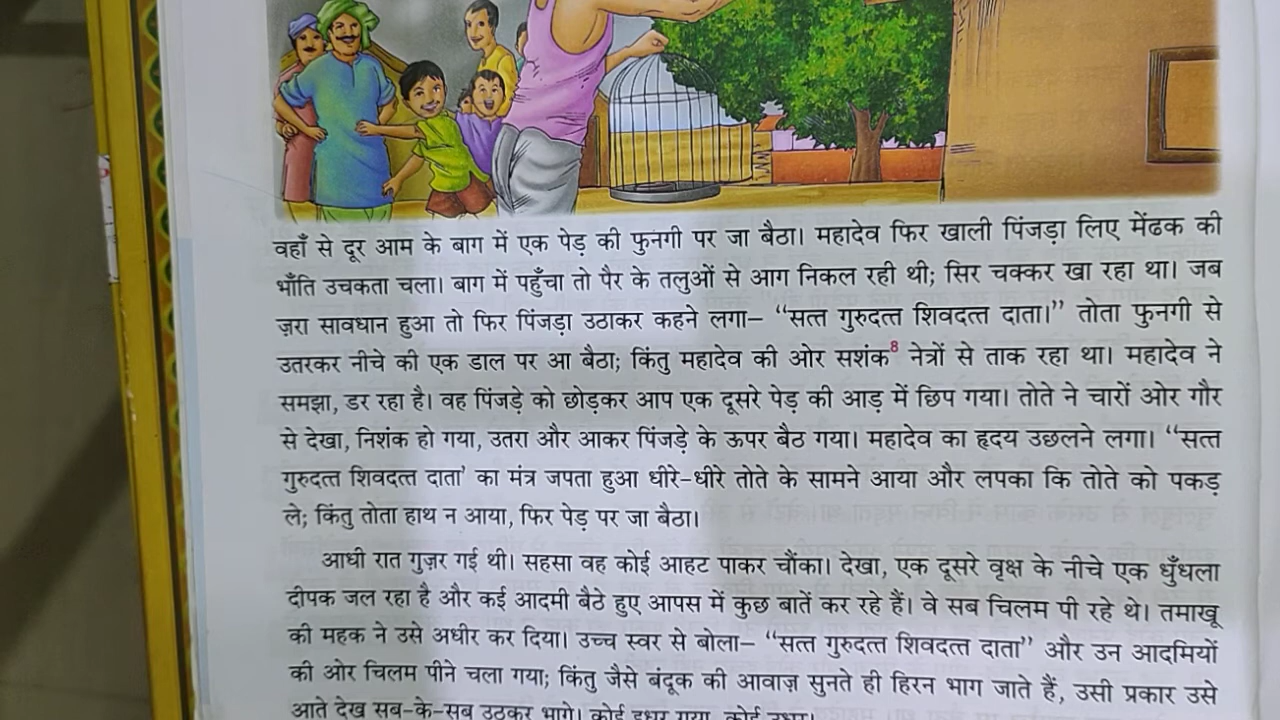 वहाँ से दूर आम के बाग में एक पेड़ की फुनगी पर जा बैठा। महादेव फिर खाली पिंजड़ा लिए मेंढक की
भाँति उचकता चला। बाग में पहुँचा तो पैर के तलुओं से आग निकल रही थी; सिर चक्कर खा रहा था। जब
ज़रा सावधान हुआ तो फिर पिंजड़ा उठाकर कहने लगा– “सत्त गुरुदत्त शिवदत्त दाता।” तोता फुनगी से
उतरकर नीचे की एक डाल पर आ बैठा; किंतु महादेव की ओर सशंक⁸ नेत्रों से ताक रहा था। महादेव ने
समझा, डर रहा है। वह पिंजड़े को छोड़कर आप एक दूसरे पेड़ की आड़ में छिप गया। तोते ने चारों ओर गौर
से देखा, निशंक हो गया, उतरा और आकर पिंजड़े के ऊपर बैठ गया। महादेव का हृदय उछलने लगा। “सत्त
गुरुदत्त शिवदत्त दाता' का मंत्र जपता हुआ धीरे-धीरे तोते के सामने आया और लपका कि तोते को पकड़
ले; किंतु तोता हाथ न आया, फिर पेड़ पर जा बैठा।
आधी रात गुज़र गई थी। सहसा वह कोई आहट पाकर चौंका। देखा, एक दूसरे वृक्ष के नीचे एक धुँधला
दीपक जल रहा है और कई आदमी बैठे हुए आपस में कुछ बातें कर रहे हैं। वे सब चिलम पी रहे थे। तमाखू
की महक ने उसे अधीर कर दिया। उच्च स्वर से बोला– “सत्त गुरुदत्त शिवदत्त दाता” और उन आदमियों
की ओर चिलम पीने चला गया; किंतु जैसे बंदूक की आवाज़ सुनते ही हिरन भाग जाते हैं, उसी प्रकार उसे
आते देख सब-के-सब उठकर भागे। कोई इधर गया, कोई उधर।